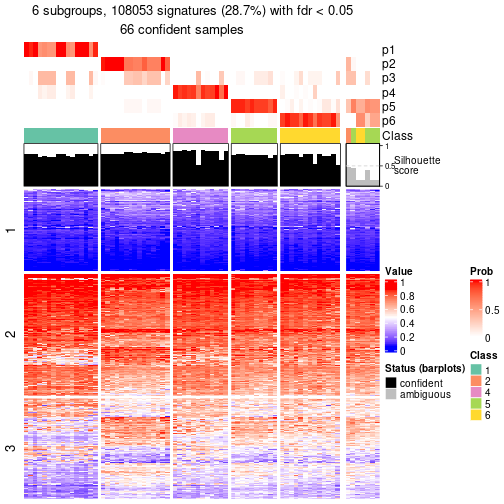 6 subgroups, 108053 signatures (28.7%) with fdr < 0.05
66 confident samples
p1
p2
p3
p4
p5
p6
Class
1
0.5
0
Silhouette
score
1
2
3
Value
1
0.8
0.6
0.4
0.2
0
Status (barplots)
confident
ambiguous
Prob
1
0.5
0
Class
1
2
4
5
6